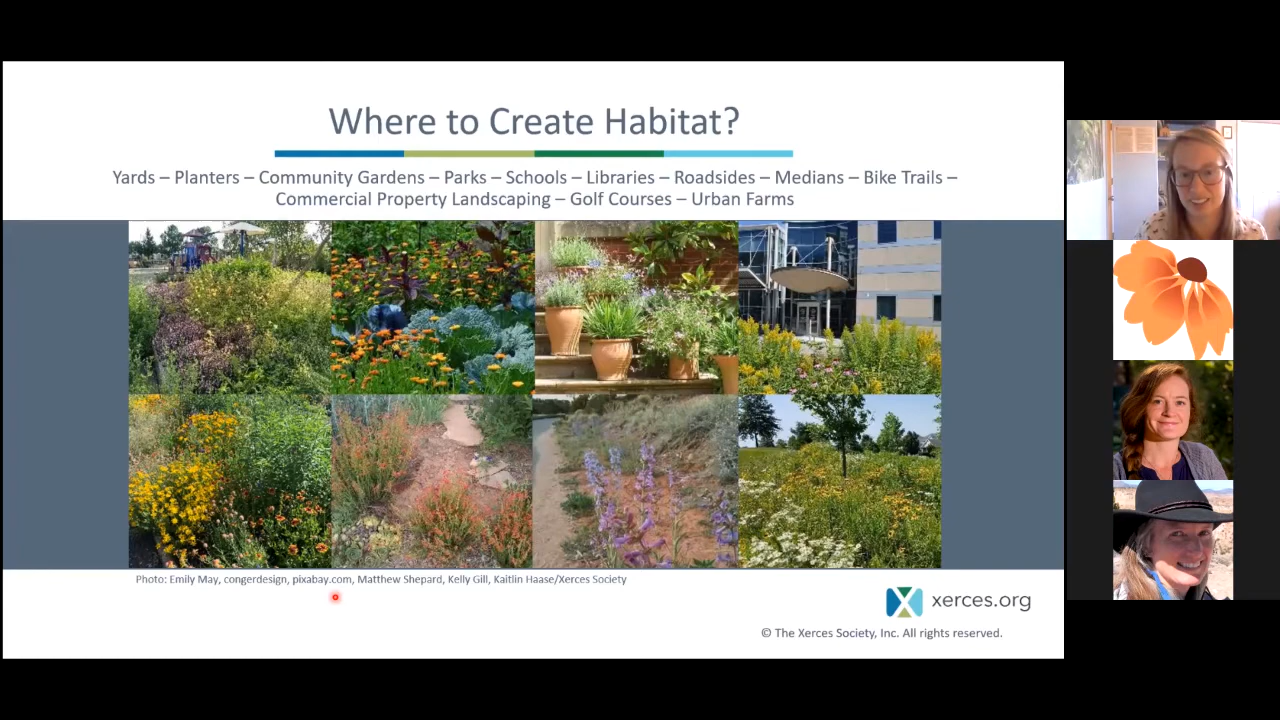 Where to Create Habitat?
Yards – Planters – Community Gardens – Parks – Schools – Libraries – Roadsides – Medians – Bike Trails –
Commercial Property Landscaping – Golf Courses – Urban Farms
Photo: Emily May, congerdesign, pixabay.com, Matthew Shepard, Kelly Gill, Kaitlin Haase/Xerces Society
xerces.org
© The Xerces Society, Inc. All rights reserved.